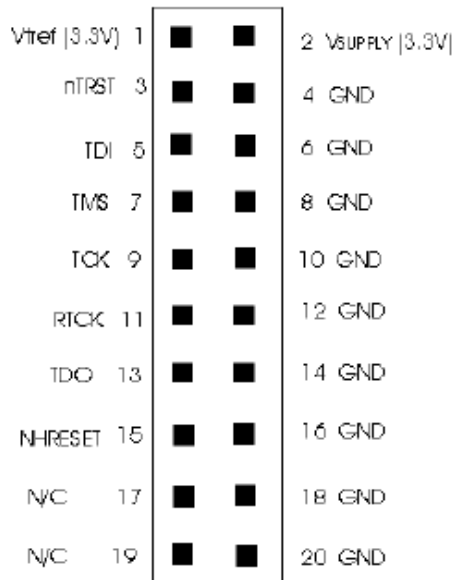 Vtref (3.3V) 1 2 VSUPPLY (3.3V)
nTRST 3 4 GND
TDI 5 6 GND
TMS 7 8 GND
TCK 9 10 GND
RTCK 11 12 GND
TDO 13 14 GND
NHRESET 15 16 GND
N/C 17 18 GND
N/C 19 20 GND